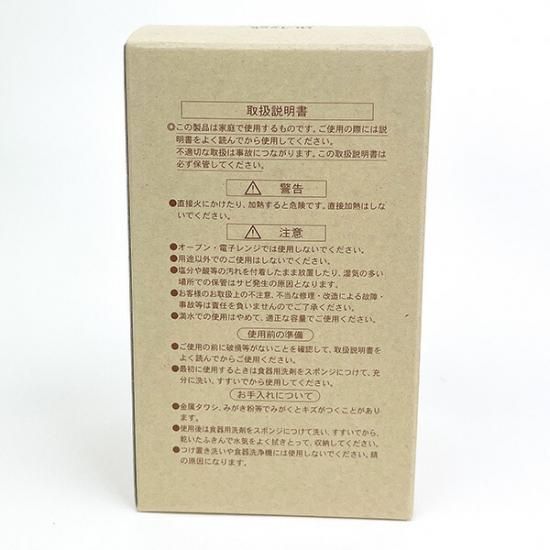 取扱説明書
◎この製品は家庭で使用するものです。ご使用の際には説
明書をよく読んでから使用してください。
不適切な取扱は事故につながります。この取扱説明書は
必ず保管してください。
⚠ 警告
●直接火にかけたり、加熱すると危険です。直接加熱はしな
いでください。
⚠ 注意
●オーブン・電子レンジでは使用しないでください。
●用途以外でのご使用はしないでください。
●塩分や酸等の汚れを付着したまま放置したり、湿気の多い
場所での保管はサビ発生の原因となります。
●お客様のお取扱上の不注意、不当な修理・改造による故障・
事故等は責任を負いませんのでご了承ください。
●満水での使用はやめて、適正な容量でご使用ください。
使用前の準備
●ご使用の前に破損等がないことを確認して、取扱説明書を
よく読んでからご使用ください。
●最初に使用するときは食器用洗剤をスポンジにつけて、充
分に洗い、すすいでからご使用ください。
お手入れについて
●金属タワシ、みがき粉等でみがくとキズがつくことがあり
ます。
●使用後は食器用洗剤をスポンジにつけて洗い、すすいでから、
乾いたふきんで水気をよく拭きとって、収納してください。
●つけ置き洗いや食器洗浄機には使用しないでください。錆
の原因になります。